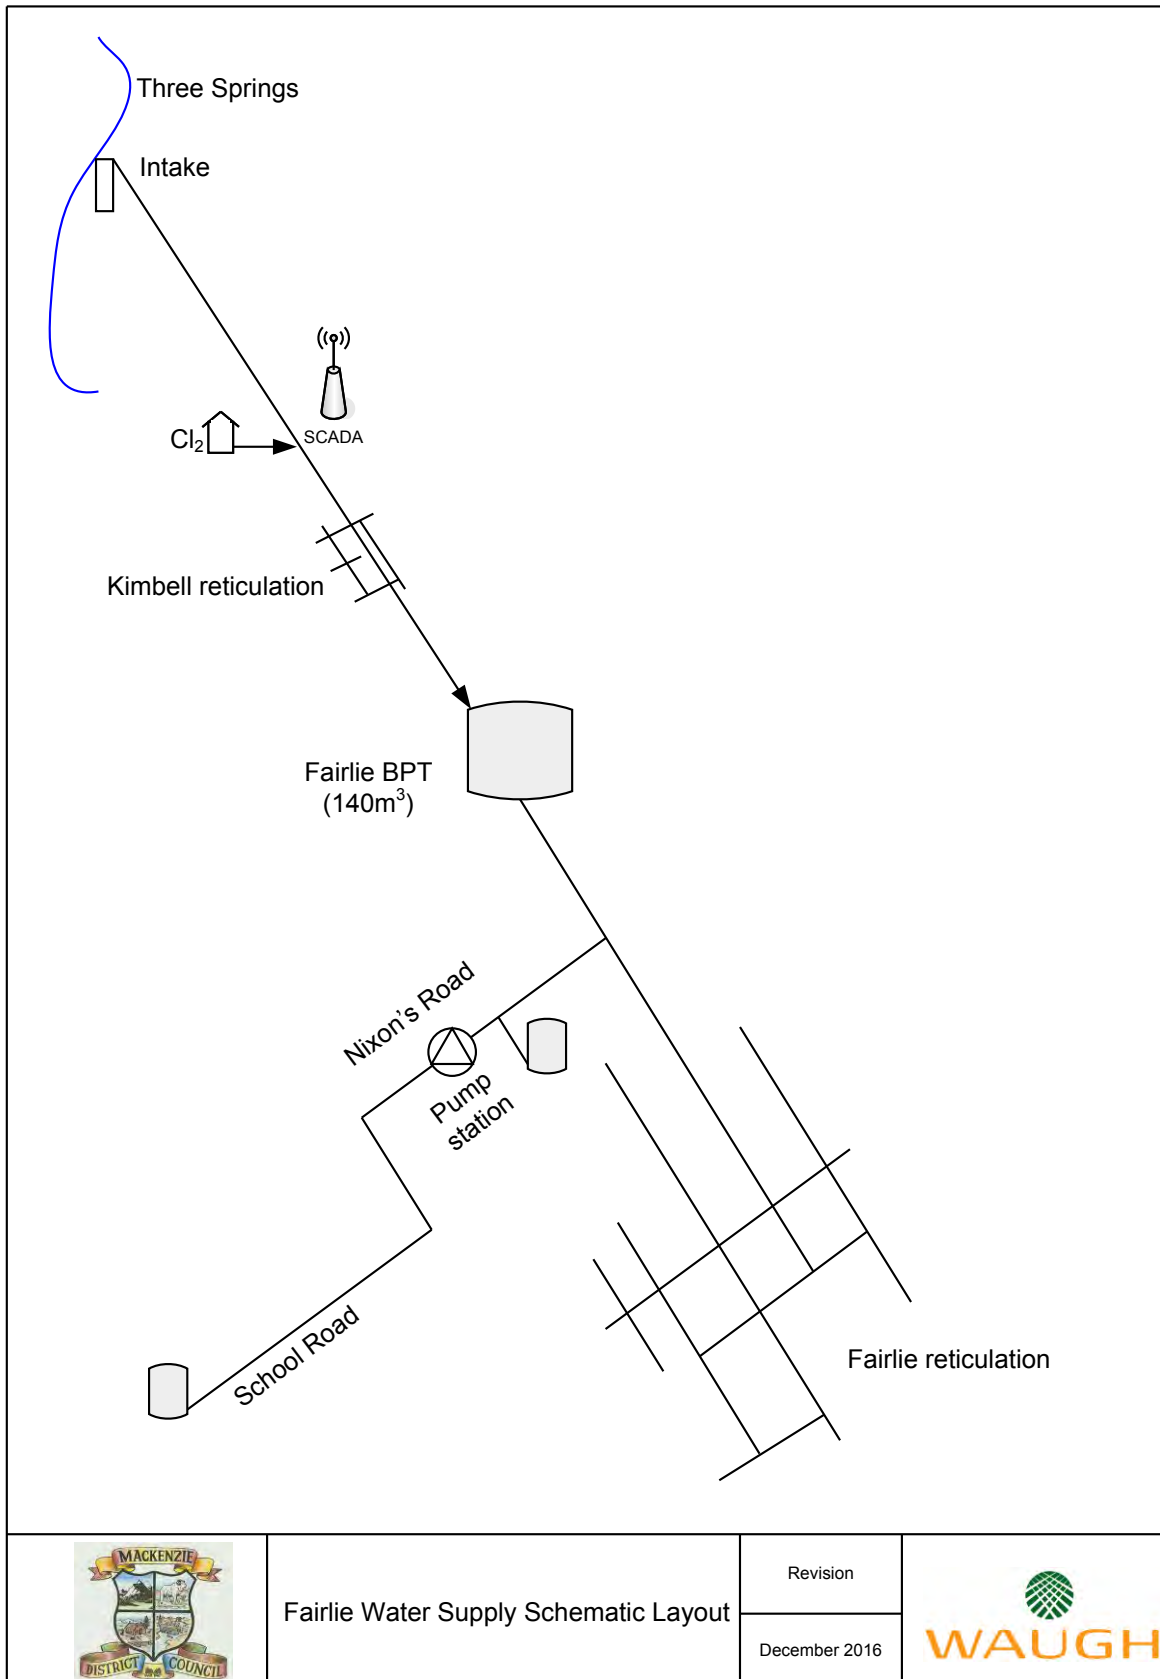 Three Springs
Intake
SCADA
Cl₂
Kimbell reticulation
Fairlie BPT
(140m³)
Nixon's Road
Pump
station
School Road
Fairlie reticulation
MACKENZIE
DISTRICT COUNCIL
Fairlie Water Supply Schematic Layout
Revision
December 2016
WAUGH